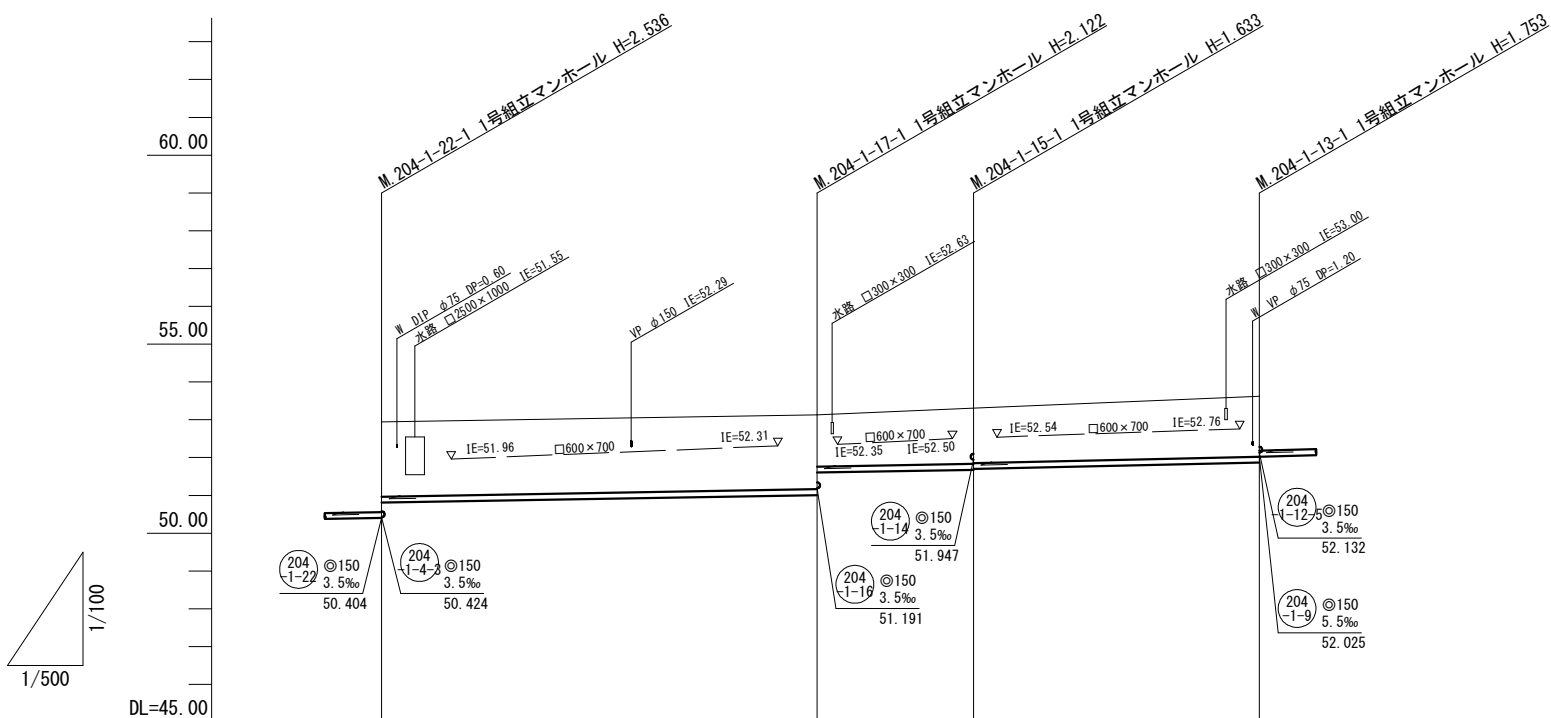 M.204-1-22-1 1号組立マンホール H=2.536
M.204-1-17-1 1号組立マンホール H=2.122
M.204-1-15-1 1号組立マンホール H=1.633
M.204-1-13-1 1号組立マンホール H=1.753
60.00
W DIP φ75 DP=0.60
水路 □2500×1000 IE=51.55
VP φ150 IE=52.29
水路 □300×300 IE=52.63
水路 □300×300 IE=53.00
W VP φ75 DP=1.20
55.00
IE=51.96 □600×700 IE=52.31
□600×700
IE=52.35 IE=52.50
IE=52.54 □600×700 IE=52.76
50.00
204
-1-22
◎150
3.5‰
50.404
204
-1-4-3
◎150
3.5‰
50.424
204
-1-16
◎150
3.5‰
51.191
204
-1-14
◎150
3.5‰
51.947
204
-1-12-5
◎150
3.5‰
52.132
204
-1-9
◎150
5.5‰
52.025
1/100
1/500
DL=45.00